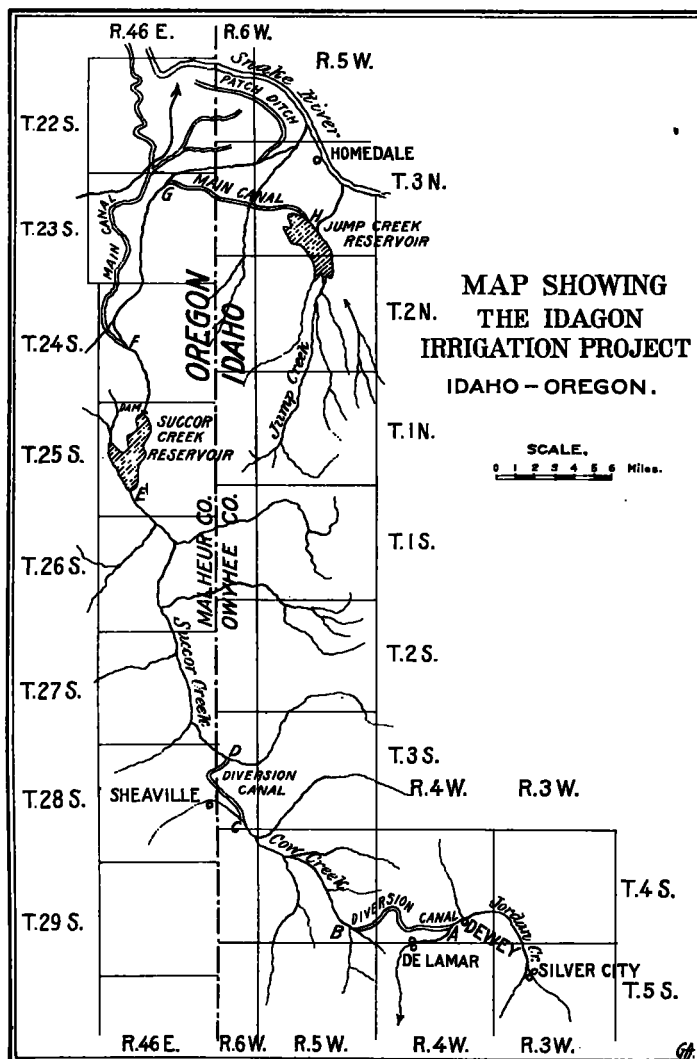 R.46 E.
R.6 W.
R.5 W.
Snake River
PATCH DITCH
T.22 S.
HOMEDALE
T.3 N.
MAIN CANAL
G
MAIN CANAL
H
T.23 S.
JUMP CREEK
RESERVOIR
MAP SHOWING
THE IDAGON
IRRIGATION PROJECT
IDAHO - OREGON.
OREGON
IDAHO
T.2 N.
T.24 S.
F
Jump Creek
DAM
SUCCOR
CREEK
RESERVOIR
T.1 N.
T.25 S.
E
SCALE.
0 1 2 3 4 5 6 Miles.
MALHEUR CO.
OWYHEE CO.
T.26 S.
T.1 S.
Succor Creek
T.2 S.
T.27 S.
D
T.3 S.
DIVERSION
CANAL
R.4W.
R.3 W.
T.28 S.
SHEAVILLE
C
Cow Creek
T.4 S.
T.29 S.
B
DIVERSION CANAL
A
DEWEY
Jordan Cr.
DE LAMAR
SILVER CITY
T.5 S.
R.46 E.
R.6W.
R.5 W.
R.4W.
R.3 W.